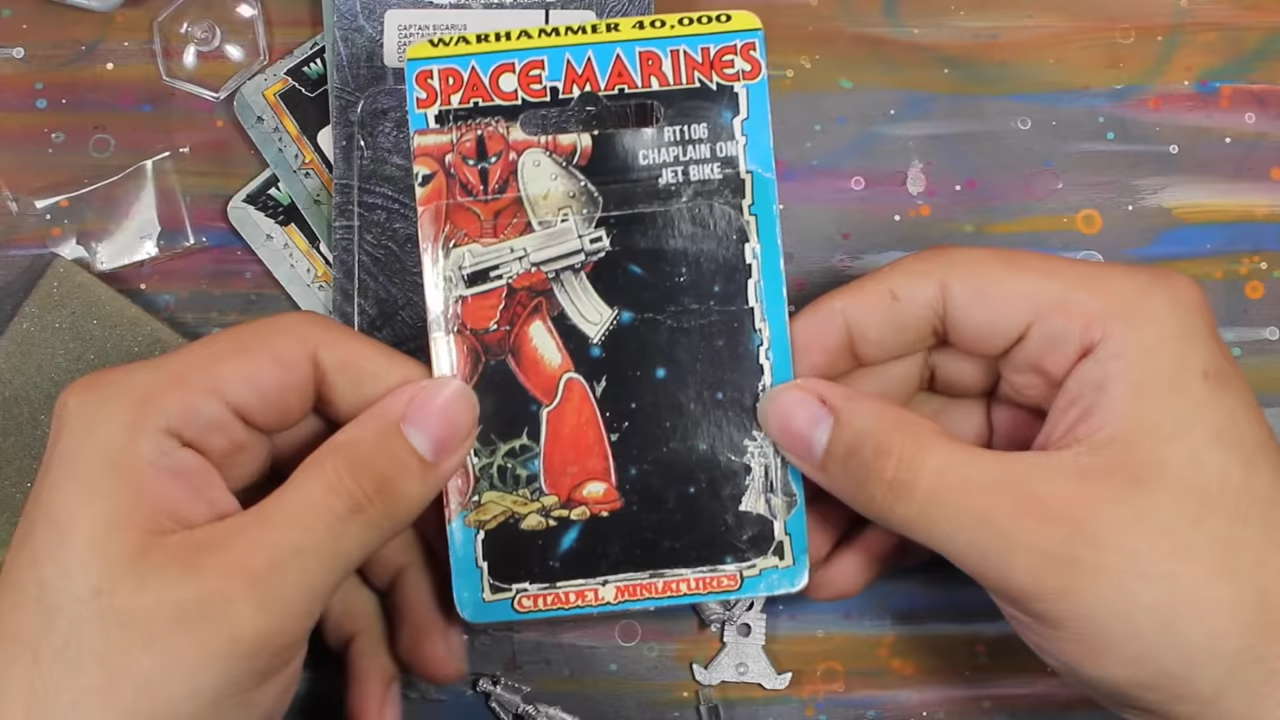 CAPTAIN SICARIUS
WARHAMMER 40,000
SPACE MARINES
RT106
CHAPLAIN ON
JET BIKE
CITADEL MINIATURES